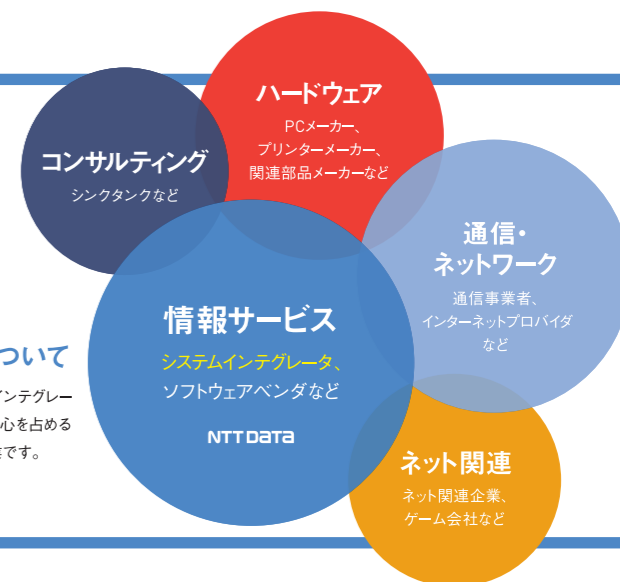 ハードウェア
PCメーカー、
プリンターメーカー、
関連部品メーカーなど
コンサルティング
シンクタンクなど
通信・
ネットワーク
通信事業者、
インターネットプロバイダ
など
情報サービス
システムインテグレータ、
ソフトウェアベンダなど
NTT DATA
ついて
インテグレー
心を占める
です。
ネット関連
ネット関連企業、
ゲーム会社など